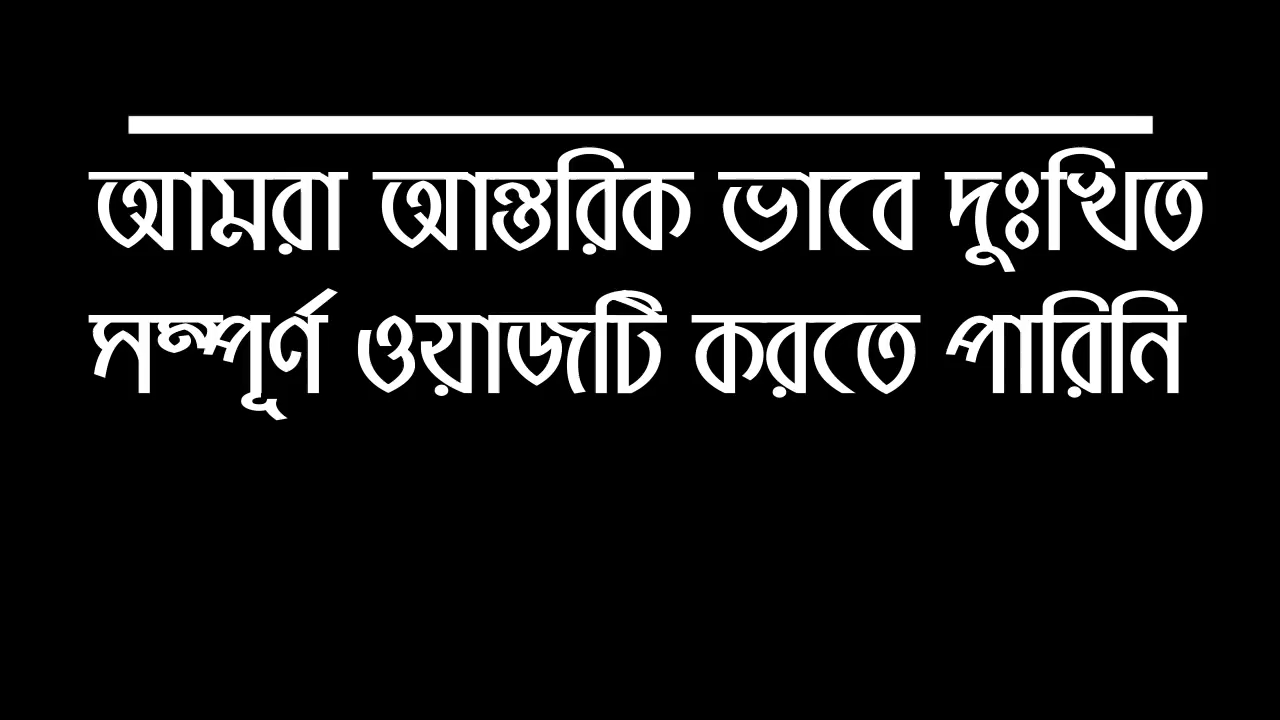 আমরা আন্তরিক ভাবে দুঃখিত
সম্পূর্ণ ওয়াজটি করতে পারিনি